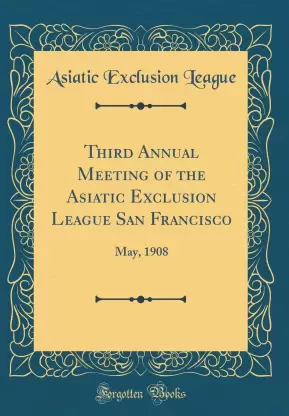 Asiatic Exclusion League
Third Annual
Meeting of the
Asiatic Exclusion
League San Francisco
May, 1908
Forgotten Books